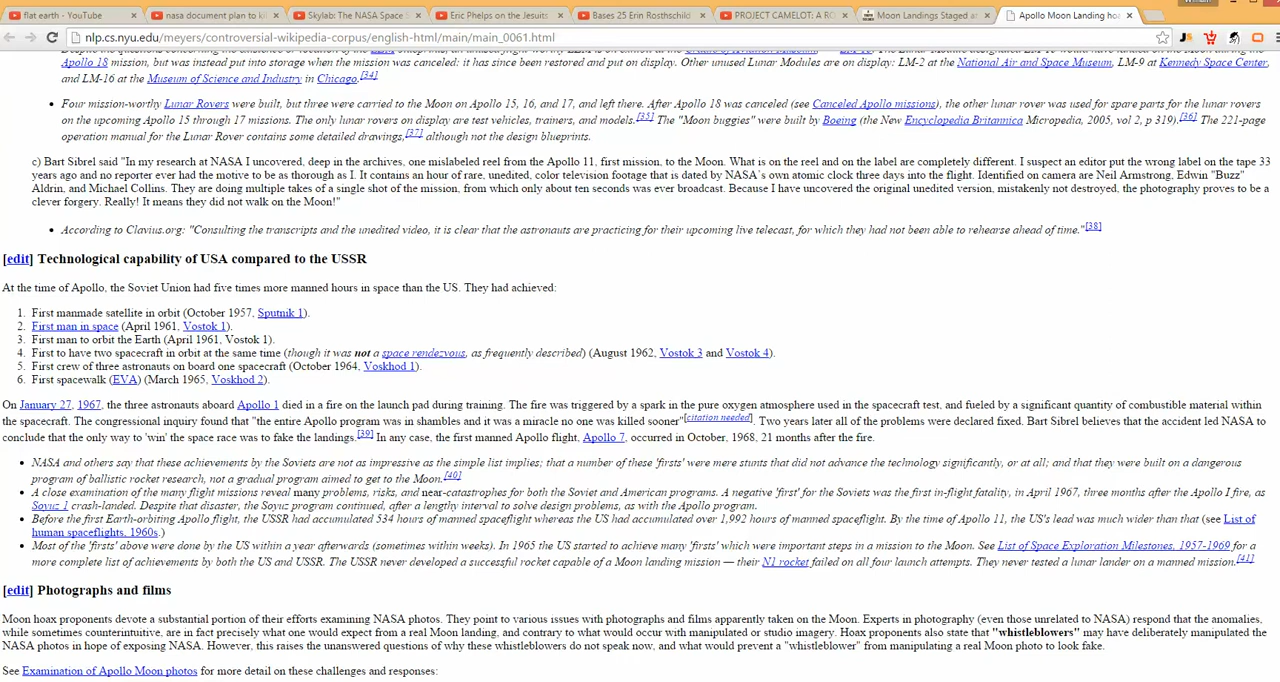 flat earth - YouTube
nasa document plan to ki
Skylab: The NASA Space S
Eric Phelps on the Jesuits
Bases 25 Erin Rosthschild
PROJECT CAMELOT: A RO
Moon Landings Staged an
Apollo Moon Landing hoa
nlp.cs.nyu.edu/meyers/controversial-wikipedia-corpus/english-html/main/main_0061.html
Apollo 18 mission, but was instead put into storage when the mission was canceled: it has since been restored and put on display. Other unused Lunar Modules are on display: LM-2 at the National Air and Space Museum, LM-9 at Kennedy Space Center,
and LM-16 at the Museum of Science and Industry in Chicago.[34]
• Four mission-worthy Lunar Rovers were built, but three were carried to the Moon on Apollo 15, 16, and 17, and left there. After Apollo 18 was canceled (see Canceled Apollo missions), the other lunar rover was used for spare parts for the lunar rovers
on the upcoming Apollo 15 through 17 missions. The only lunar rovers on display are test vehicles, trainers, and models.[35] The "Moon buggies" were built by Boeing (the New Encyclopedia Britannica Micropedia, 2005, vol 2, p 319).[36] The 221-page
operation manual for the Lunar Rover contains some detailed drawings,[37] although not the design blueprints.
c) Bart Sibrel said "In my research at NASA I uncovered, deep in the archives, one mislabeled reel from the Apollo 11, first mission, to the Moon. What is on the reel and on the label are completely different. I suspect an editor put the wrong label on the tape 33
years ago and no reporter ever had the motive to be as thorough as I. It contains an hour of rare, unedited, color television footage that is dated by NASA`s own atomic clock three days into the flight. Identified on camera are Neil Armstrong, Edwin "Buzz"
Aldrin, and Michael Collins. They are doing multiple takes of a single shot of the mission, from which only about ten seconds was ever broadcast. Because I have uncovered the original unedited version, mistakenly not destroyed, the photography proves to be a
clever forgery. Really! It means they did not walk on the Moon!"
• According to Clavius.org: "Consulting the transcripts and the unedited video, it is clear that the astronauts are practicing for their upcoming live telecast, for which they had not been able to rehearse ahead of time."[38]
[edit] Technological capability of USA compared to the USSR
At the time of Apollo, the Soviet Union had five times more manned hours in space than the US. They had achieved:
1. First manmade satellite in orbit (October 1957, Sputnik 1).
2. First man in space (April 1961, Vostok 1).
3. First man to orbit the Earth (April 1961, Vostok 1).
4. First to have two spacecraft in orbit at the same time (though it was not a space rendezvous, as frequently described) (August 1962, Vostok 3 and Vostok 4).
5. First crew of three astronauts on board one spacecraft (October 1964, Voskhod 1).
6. First spacewalk (EVA) (March 1965, Voskhod 2).
On January 27, 1967, the three astronauts aboard Apollo 1 died in a fire on the launch pad during training. The fire was triggered by a spark in the pure oxygen atmosphere used in the spacecraft test, and fueled by a significant quantity of combustible material within
the spacecraft. The congressional inquiry found that "the entire Apollo program was in shambles and it was a miracle no one was killed sooner"[citation needed]. Two years later all of the problems were declared fixed. Bart Sibrel believes that the accident led NASA to
conclude that the only way to 'win' the space race was to fake the landings.[39] In any case, the first manned Apollo flight, Apollo 7, occurred in October, 1968, 21 months after the fire.
• NASA and others say that these achievements by the Soviets are not as impressive as the simple list implies; that a number of these 'firsts' were mere stunts that did not advance the technology significantly, or at all; and that they were built on a dangerous
program of ballistic rocket research, not a gradual program aimed to get to the Moon.[40]
• A close examination of the many flight missions reveal many problems, risks, and near-catastrophes for both the Soviet and American programs. A negative 'first' for the Soviets was the first in-flight fatality, in April 1967, three months after the Apollo 1 fire, as
Soyuz 1 crash-landed. Despite that disaster, the Soyuz program continued, after a lengthy interval to solve design problems, as with the Apollo program.
• Before the first Earth-orbiting Apollo flight, the USSR had accumulated 534 hours of manned spaceflight whereas the US had accumulated over 1,992 hours of manned spaceflight. By the time of Apollo 11, the US's lead was much wider than that (see List of
human spaceflights, 1960s.)
• Most of the 'firsts' above were done by the US within a year afterwards (sometimes within weeks). In 1965 the US started to achieve many 'firsts' which were important steps in a mission to the Moon. See List of Space Exploration Milestones, 1957-1969 for a
more complete list of achievements by both the US and USSR. The USSR never developed a successful rocket capable of a Moon landing mission — their N1 rocket failed on all four launch attempts. They never tested a lunar lander on a manned mission.[41]
[edit] Photographs and films
Moon hoax proponents devote a substantial portion of their efforts examining NASA photos. They point to various issues with photographs and films apparently taken on the Moon. Experts in photography (even those unrelated to NASA) respond that the anomalies,
while sometimes counterintuitive, are in fact precisely what one would expect from a real Moon landing, and contrary to what would occur with manipulated or studio imagery. Hoax proponents also state that "whistleblowers" may have deliberately manipulated the
NASA photos in hope of exposing NASA. However, this raises the unanswered questions of why these whistleblowers do not speak now, and what would prevent a "whistleblower" from manipulating a real Moon photo to look fake.
See Examination of Apollo Moon photos for more detail on these challenges and responses: